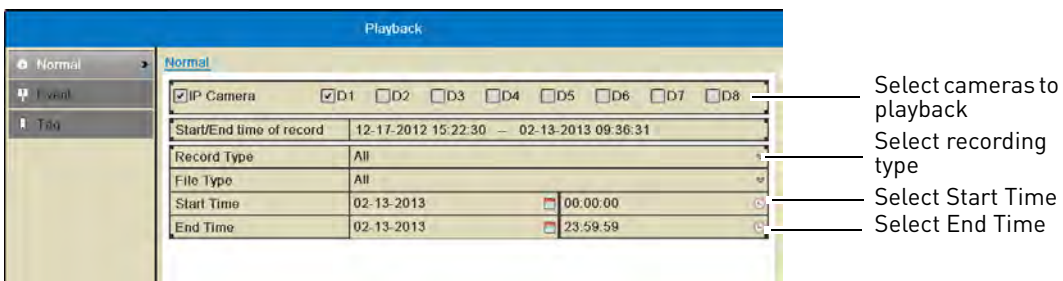 Playback
Normal
Event
Tag
Normal
IP Camera D1 D2 D3 D4 D5 D6 D7 D8
Start/End time of record 12-17-2012 15:22:30 – 02-13-2013 09:36:31
Record Type All
File Type All
Start Time 02-13-2013 00:00:00
End Time 02-13-2013 23:59:59
Select cameras to
playback
Select recording
type
Select Start Time
Select End Time